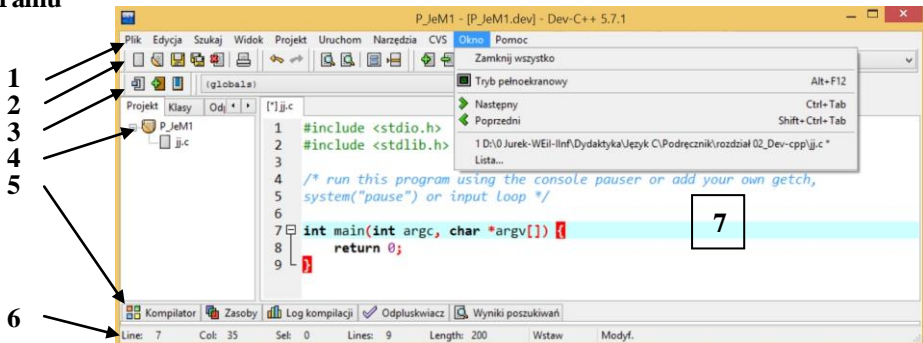 ramu
P_JeM1 - [P_JeM1.dev] - Dev-C++ 5.7.1
Plik Edycja Szukaj Widok Projekt Uruchom Narzędzia CVS Okno Pomoc
Zamknij wszystko
Tryb pełnoekranowy Alt+F12
Następny Ctrl+Tab
Poprzedni Shift+Ctrl+Tab
1 D:\0 Jurek-WEil-IInf\Dydaktyka\Język C\Podręcznik\rozdział 02_Dev-cpp\jj.c *
Lista...
1
2
3
4
5
6
7
(globals)
Projekt Klasy Odj
P_JeM1
jj.c
[*] jj.c
1 #include <stdio.h>
2 #include <stdlib.h>
3
4 /* run this program using the console pauser or add your own getch,
5 system("pause") or input loop */
6
7 int main(int argc, char *argv[]) {
8 return 0;
9 }
Kompilator Zasoby Log kompilacji Odpluskwiacz Wyniki poszukiwań
Line: 7 Col: 35 Sel: 0 Lines: 9 Length: 200 Wstaw Modyf.